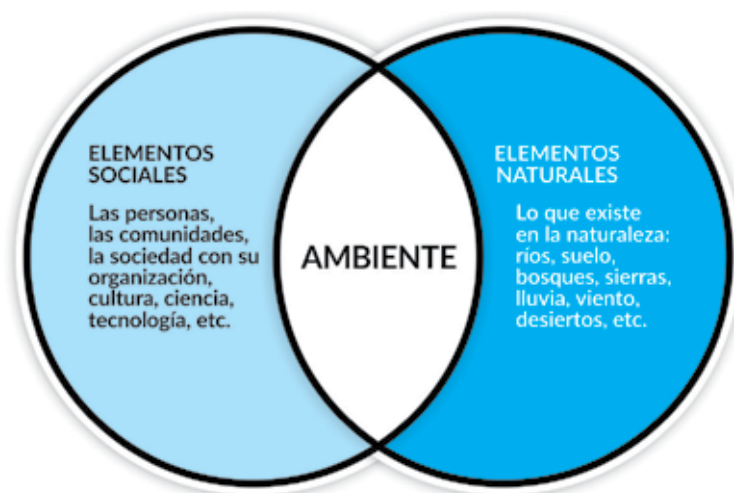 ELEMENTOS
SOCIALES
Las personas,
las comunidades,
la sociedad con su
organización,
cultura, ciencia,
tecnología, etc.
AMBIENTE
ELEMENTOS
NATURALES
Lo que existe
en la naturaleza:
ríos, suelo,
bosques, sierras,
lluvia, viento,
desiertos, etc.